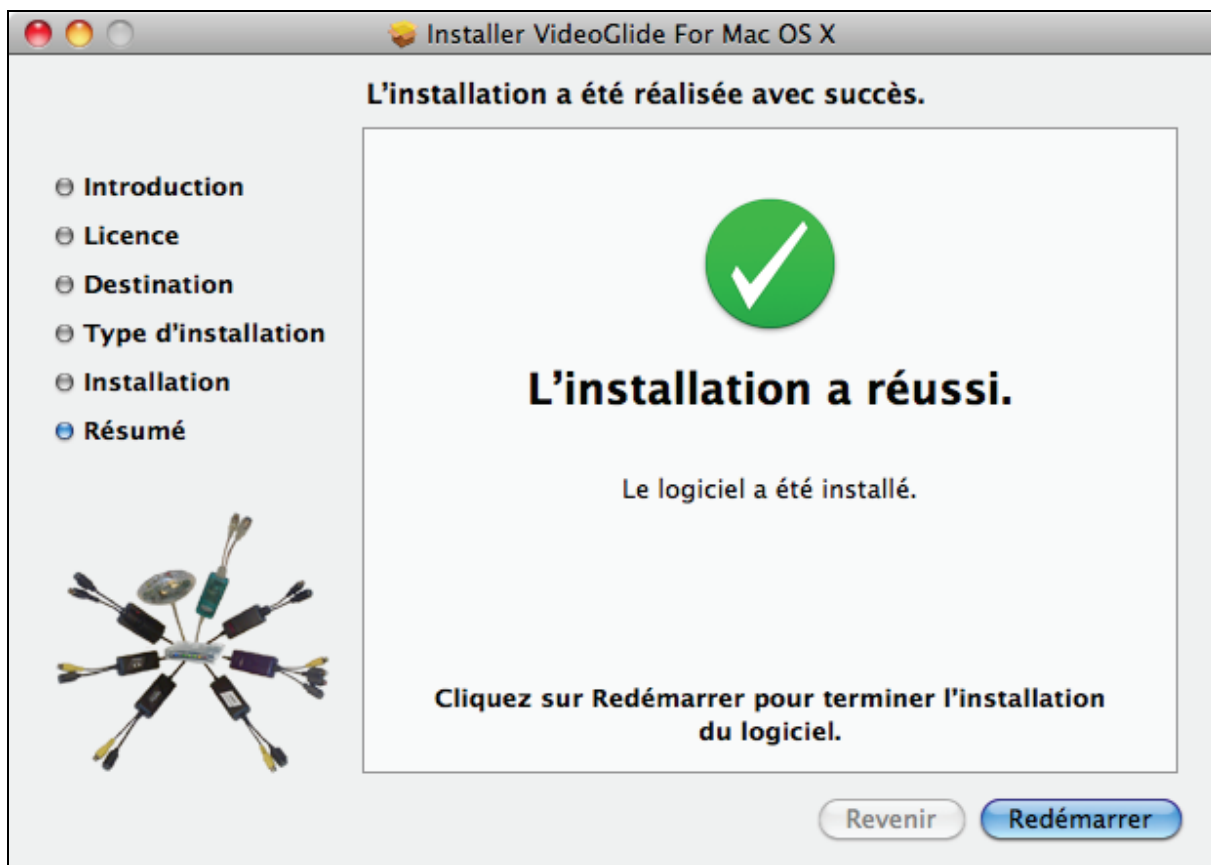 Installer VideoGlide For Mac OS X
L'installation a été réalisée avec succès.
Introduction
Licence
Destination
Type d'installation
Installation
Résumé
L'installation a réussi.
Le logiciel a été installé.
Cliquez sur Redémarrer pour terminer l'installation
du logiciel.
Revenir
Redémarrer